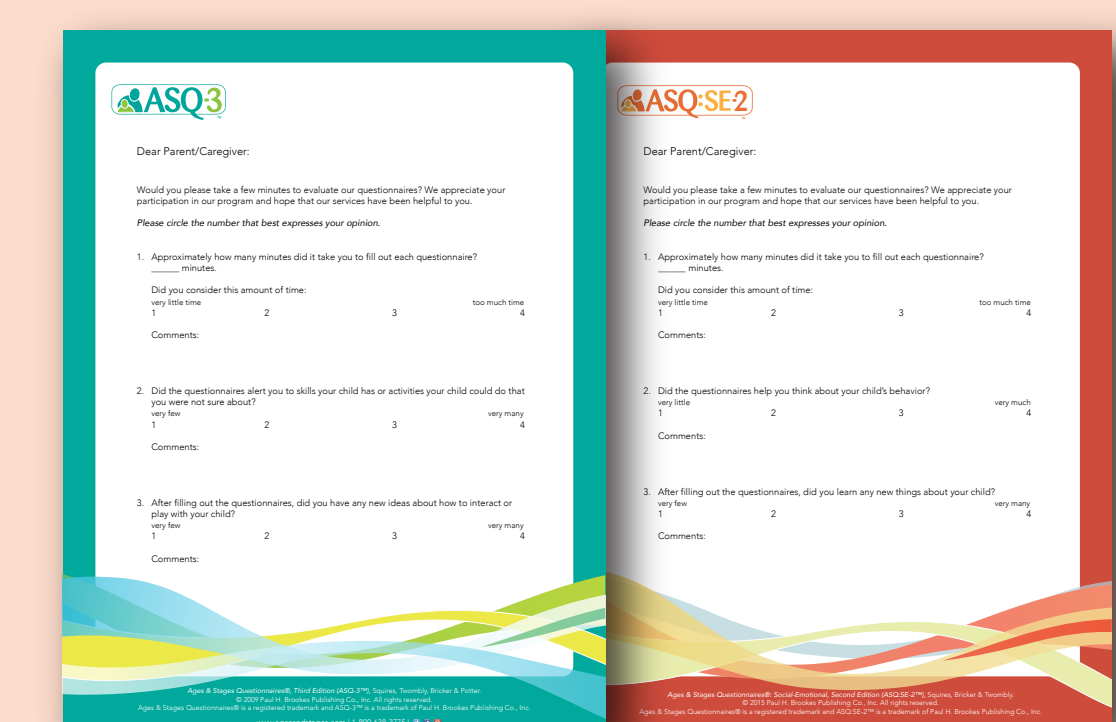 ASQ-3™
Dear Parent/Caregiver:
Would you please take a few minutes to evaluate our questionnaires? We appreciate your
participation in our program and hope that our services have been helpful to you.
Please circle the number that best expresses your opinion.
1. Approximately how many minutes did it take you to fill out each questionnaire?
______ minutes.
Did you consider this amount of time:
very little time too much time
1 2 3 4
Comments:
2. Did the questionnaires alert you to skills your child has or activities your child could do that
you were not sure about?
very few very many
1 2 3 4
Comments:
3. After filling out the questionnaires, did you have any new ideas about how to interact or
play with your child?
very few very many
1 2 3 4
Comments:
Ages & Stages Questionnaires®, Third Edition (ASQ-3™), Squires, Twombly, Bricker & Potter.
© 2009 Paul H. Brookes Publishing Co., Inc. All rights reserved.
Ages & Stages Questionnaires® is a registered trademark and ASQ-3™ is a trademark of Paul H. Brookes Publishing Co., Inc.
ASQ:SE-2™
Dear Parent/Caregiver:
Would you please take a few minutes to evaluate our questionnaires? We appreciate your
participation in our program and hope that our services have been helpful to you.
Please circle the number that best expresses your opinion.
1. Approximately how many minutes did it take you to fill out each questionnaire?
______ minutes.
Did you consider this amount of time:
very little time too much time
1 2 3 4
Comments:
2. Did the questionnaires help you think about your child's behavior?
very little very much
1 2 3 4
Comments:
3. After filling out the questionnaires, did you learn any new things about your child?
very few very many
1 2 3 4
Comments:
Ages & Stages Questionnaires®: Social-Emotional, Second Edition (ASQ:SE-2™), Squires, Bricker & Twombly.
© 2015 Paul H. Brookes Publishing Co., Inc. All rights reserved.
Ages & Stages Questionnaires® is a registered trademark and ASQ:SE-2™ is a trademark of Paul H. Brookes Publishing Co., Inc.